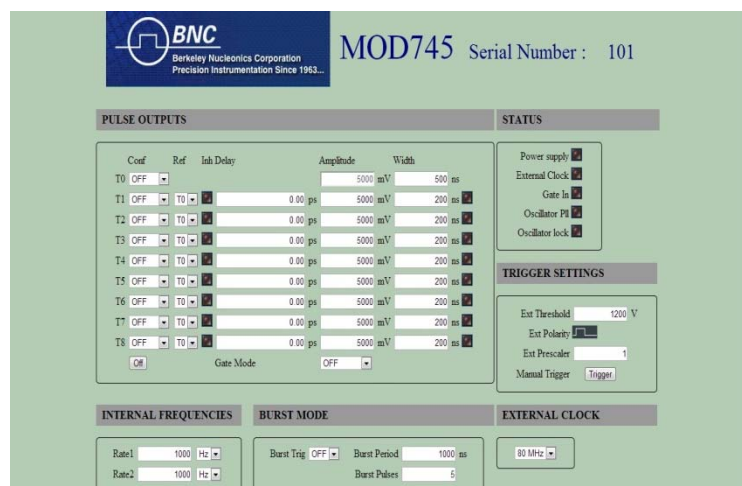 BNC
Berkeley Nucleonics Corporation
Precision Instrumentation Since 1963...
MOD745 Serial Number : 101
PULSE OUTPUTS
Conf Ref Inh Delay Amplitude Width
T0 OFF 5000 mV 500 ns
T1 OFF T0 0.00 ps 5000 mV 200 ns
T2 OFF T0 0.00 ps 5000 mV 200 ns
T3 OFF T0 0.00 ps 5000 mV 200 ns
T4 OFF T0 0.00 ps 5000 mV 200 ns
T5 OFF T0 0.00 ps 5000 mV 200 ns
T6 OFF T0 0.00 ps 5000 mV 200 ns
T7 OFF T0 0.00 ps 5000 mV 200 ns
T8 OFF T0 0.00 ps 5000 mV 200 ns
Off Gate Mode OFF
STATUS
Power supply
External Clock
Gate In
Oscillator Pll
Oscillator lock
TRIGGER SETTINGS
Ext Threshold 1200 V
Ext Polarity
Ext Prescaler 1
Manual Trigger Trigger
INTERNAL FREQUENCIES
Rate1 1000 Hz
Rate2 1000 Hz
BURST MODE
Burst Trig OFF Burst Period 1000 ns
Burst Pulses 5
EXTERNAL CLOCK
80 MHz